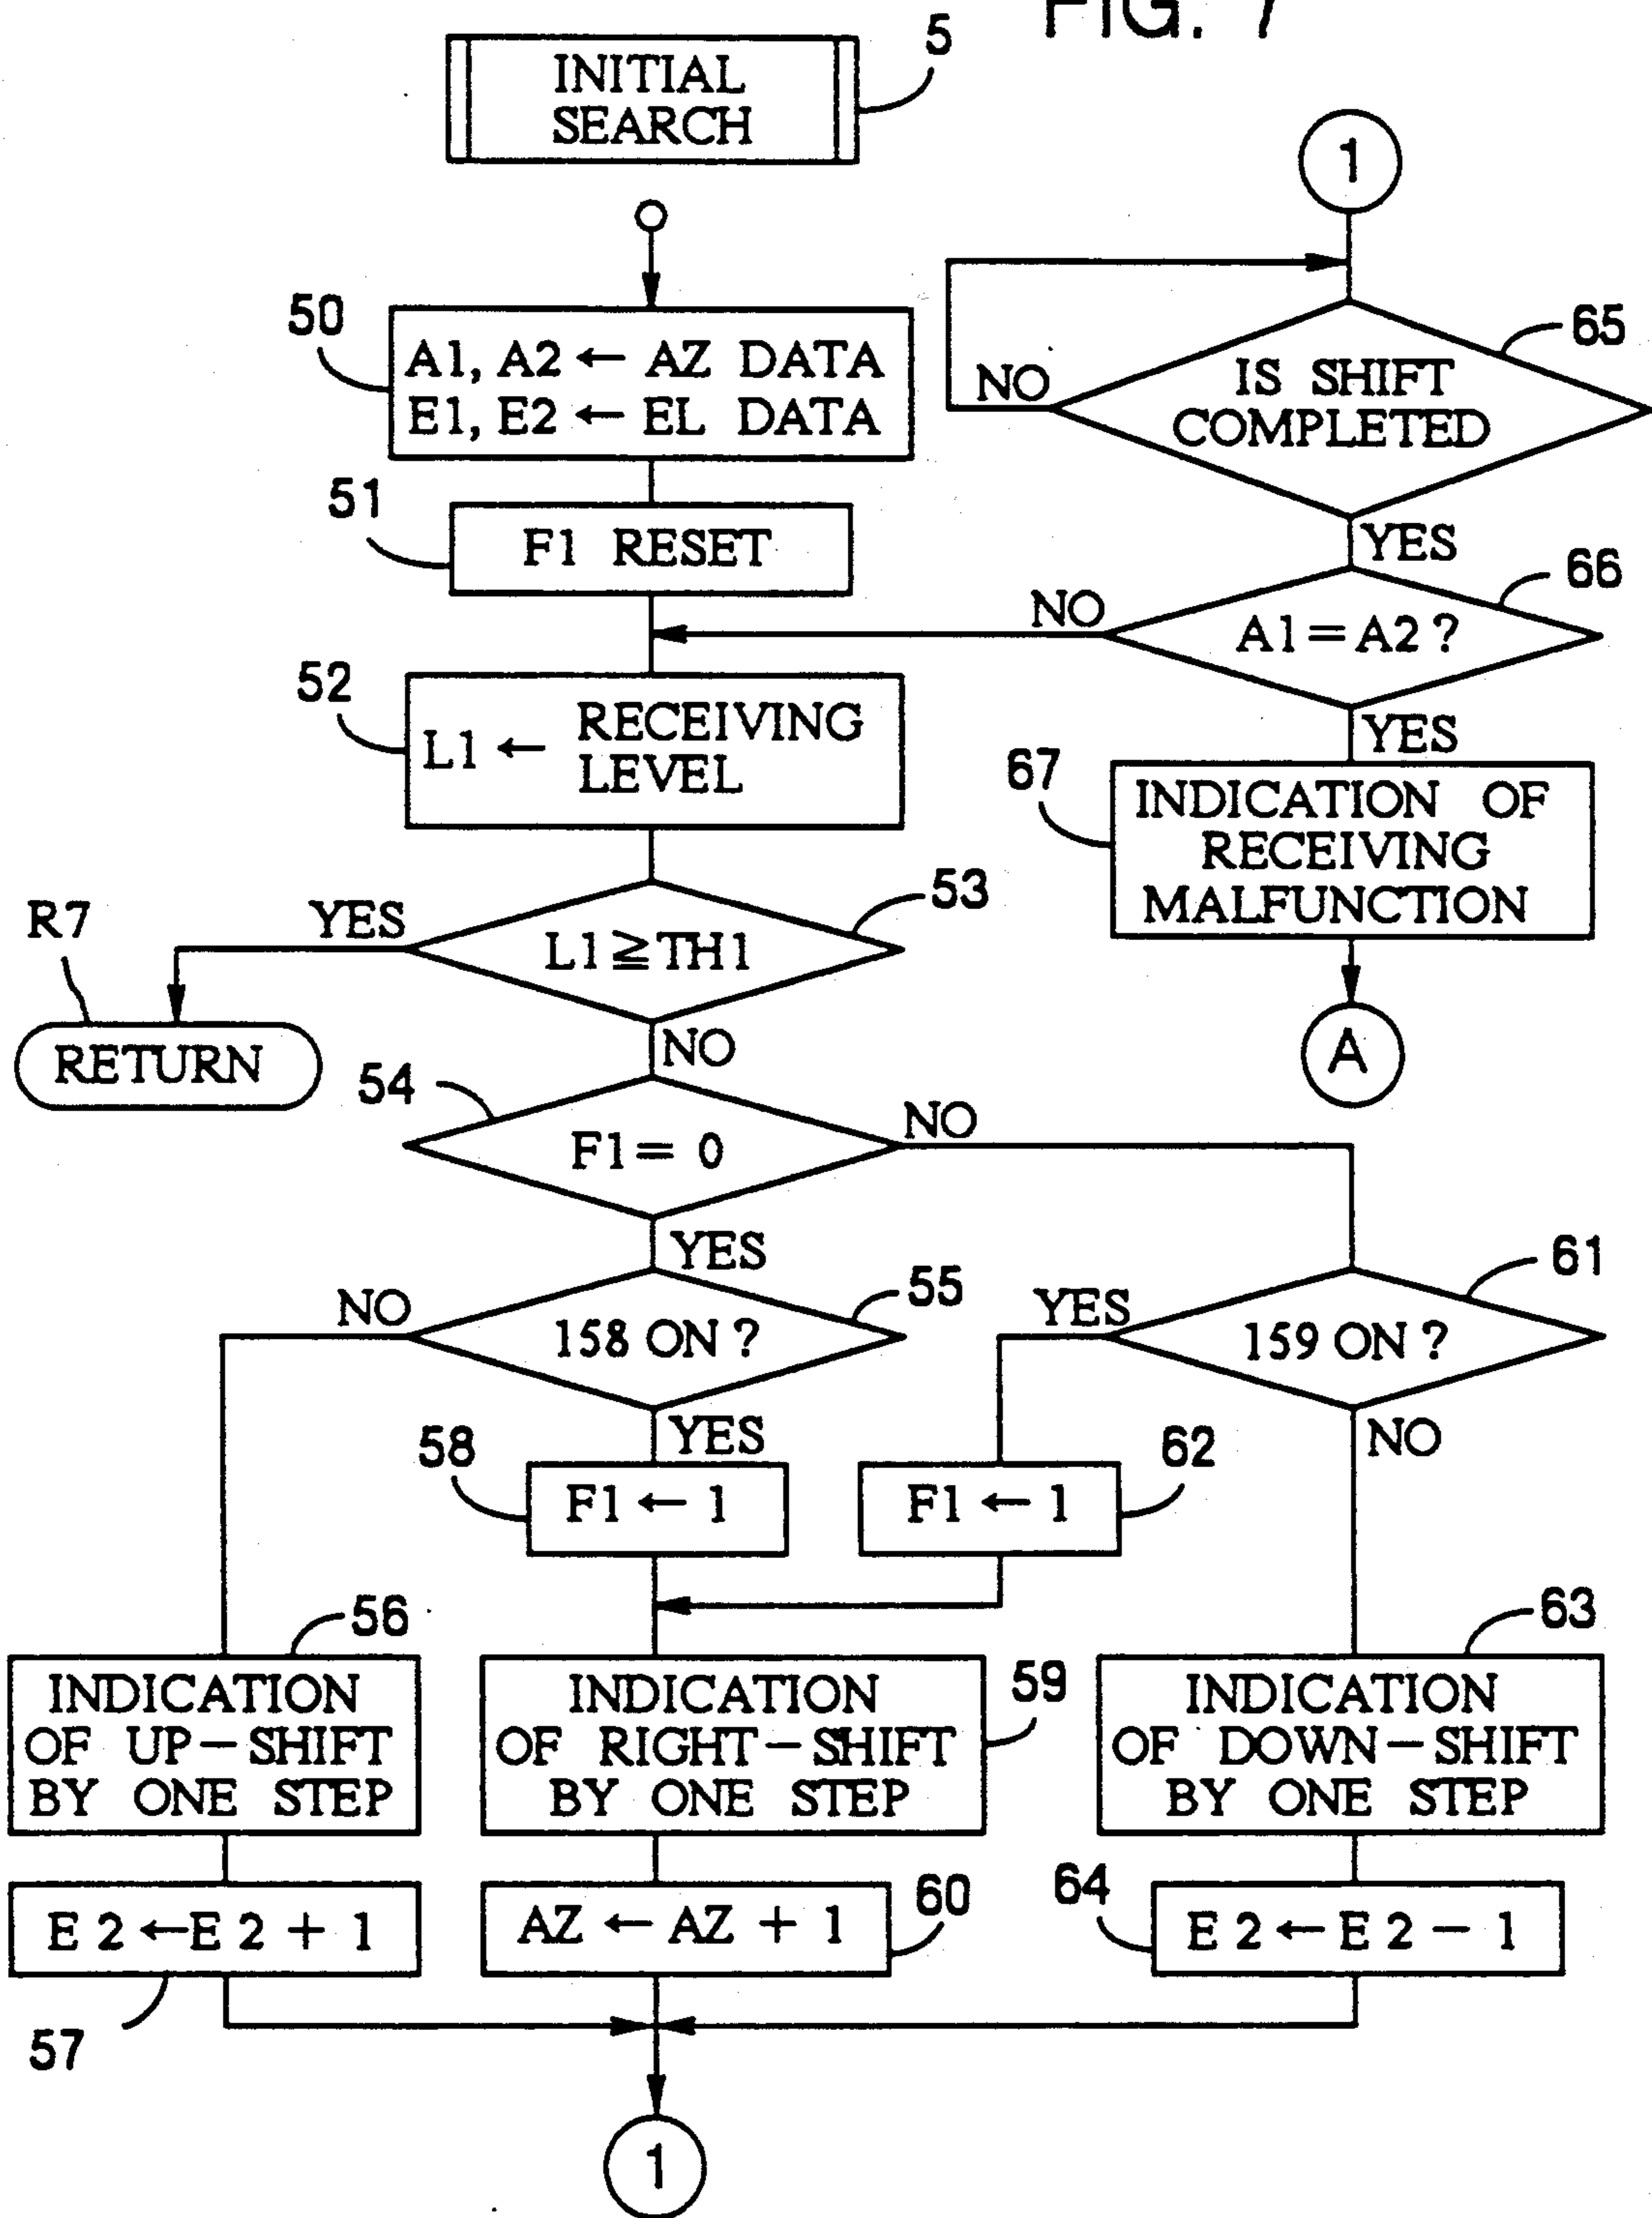 FIG. 7
INITIAL
SEARCH
5
50
A1, A2 ← AZ DATA
E1, E2 ← EL DATA
51
F1 RESET
52
L1 ← RECEIVING
LEVEL
53
L1 ≧ TH1
YES
R7
RETURN
NO
54
F1 = 0
NO
YES
55
158 ON ?
NO
YES
58
F1 ← 1
61
159 ON ?
YES
NO
62
F1 ← 1
56
INDICATION
OF UP-SHIFT
BY ONE STEP
E 2 ← E 2 + 1
57
59
INDICATION
OF RIGHT-SHIFT
BY ONE STEP
AZ ← AZ + 1
60
63
INDICATION
OF DOWN-SHIFT
BY ONE STEP
64
E 2 ← E 2 - 1
1
1
65
IS SHIFT
COMPLETED
NO
YES
66
A1 = A2 ?
NO
YES
67
INDICATION OF
RECEIVING
MALFUNCTION
A